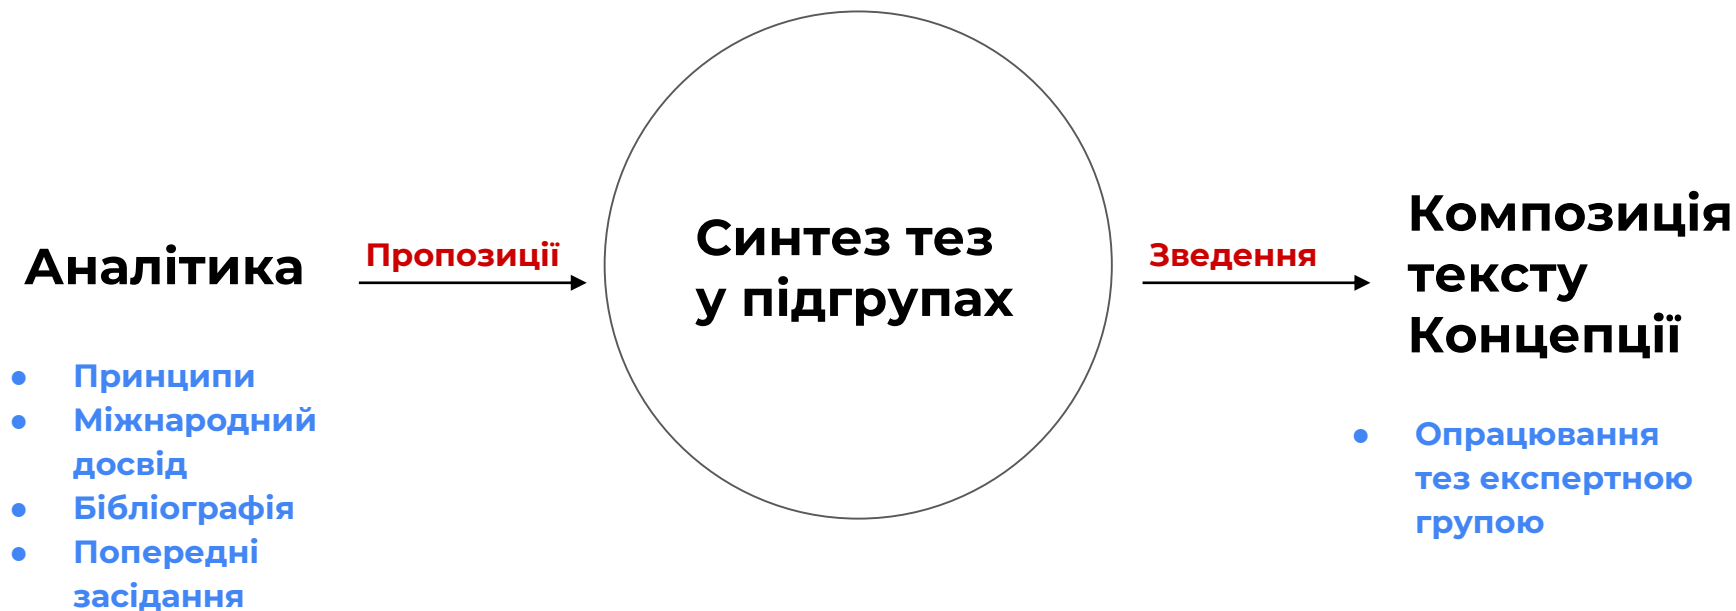 Аналітика
● Принципи
● Міжнародний
досвід
● Бібліографія
● Попередні
засідання
Пропозиції
Синтез тез
у підгрупах
Зведення
Композиція
тексту
Концепції
● Опрацювання
тез експертною
групою